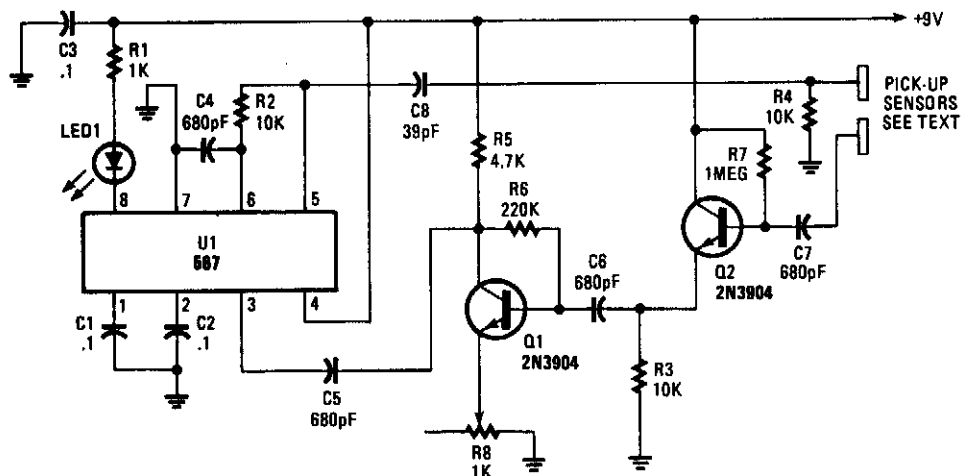 +9V
C3
.1
R1
1K
C4
680pF
R2
10K
C8
39pF
R4
10K
PICK-UP
SENSORS
SEE TEXT
LED1
R5
4.7K
R7
1MEG
R6
220K
8
7
6
5
U1
567
C6
680pF
Q2
2N3904
C7
680pF
1
2
3
4
C1
.1
C2
.1
Q1
2N3904
C5
680pF
R3
10K
R8
1K